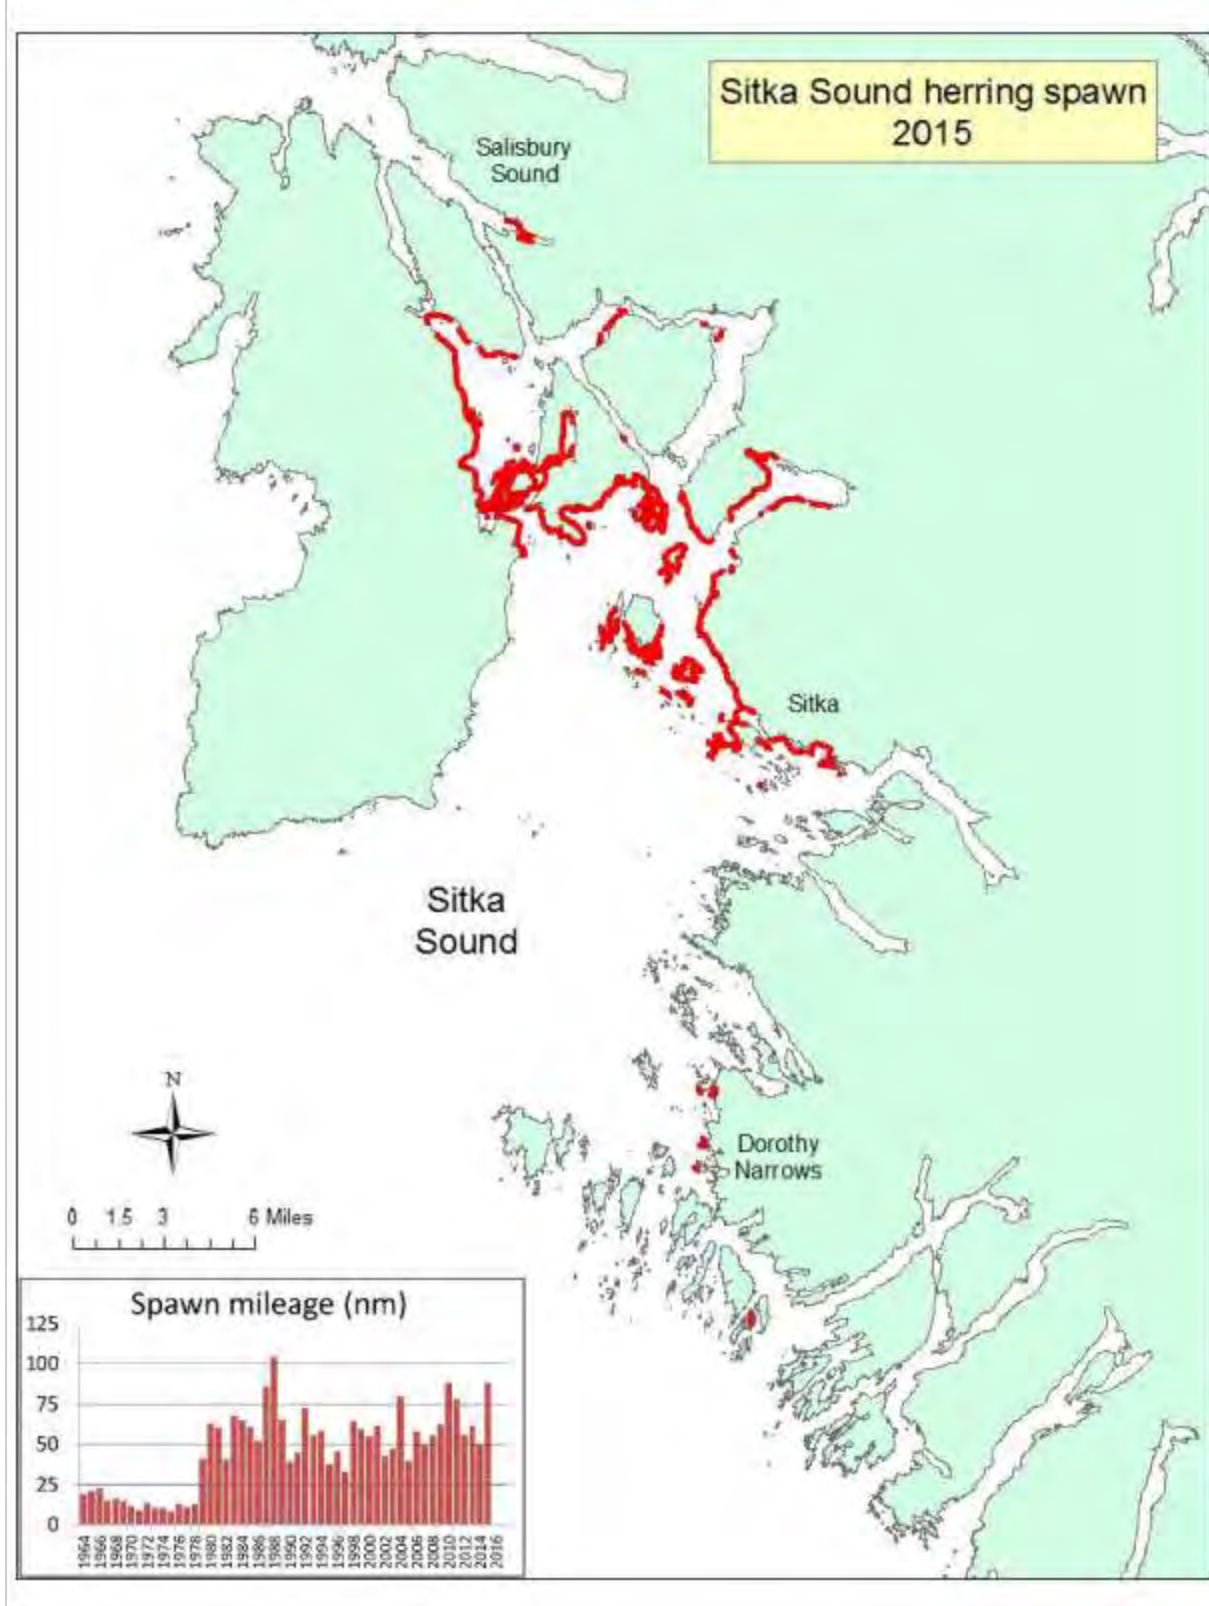 Sitka Sound herring spawn
2015
Salisbury
Sound
Sitka
Sitka
Sound
N
Dorothy
Narrows
0 1.5 3 6 Miles
Spawn mileage (nm)
125
100
75
50
25
0
1964 1966 1968 1970 1972 1974 1976 1978 1980 1982 1984 1986 1988 1990 1992 1994 1996 1998 2000 2002 2004 2006 2008 2010 2012 2014 2016